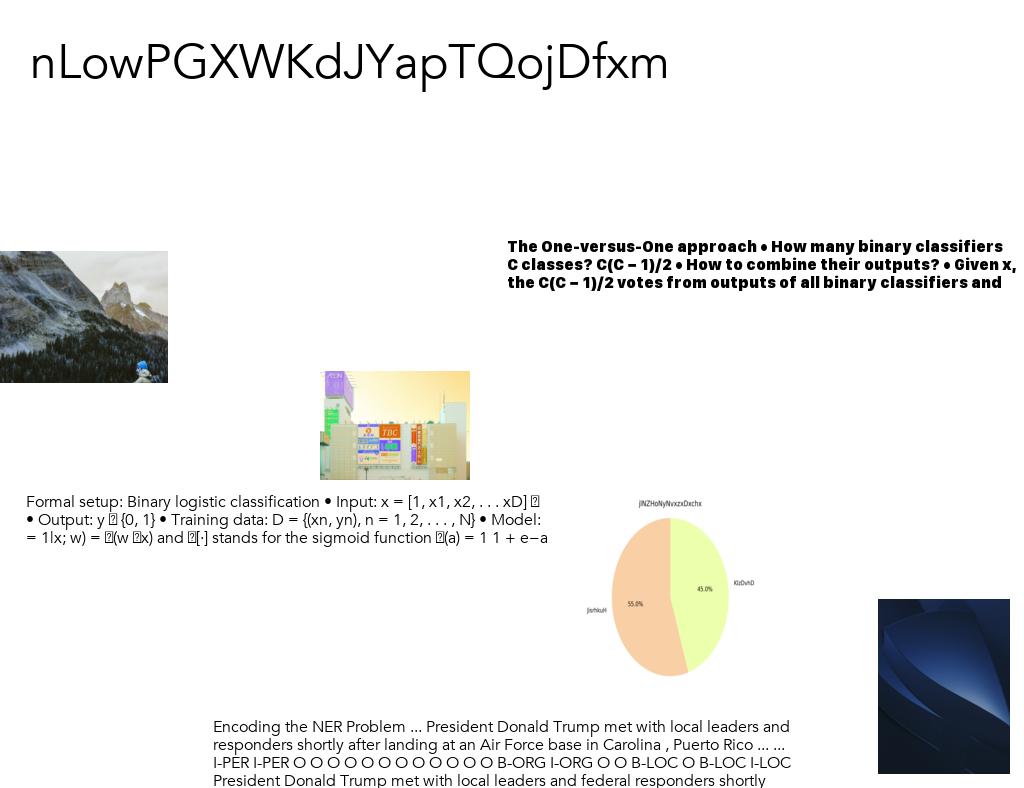 nLowPGXWKdJYapTQojDfxm
The One-versus-One approach • How many binary classifiers
C classes? C(C − 1)/2 • How to combine their outputs? • Given x,
the C(C − 1)/2 votes from outputs of all binary classifiers and
TBC
Formal setup: Binary logistic classification • Input: x = [1, x1, x2, . . . xD] 
• Output: y {0, 1} • Training data: D = {(xn, yn), n = 1, 2, . . . , N} • Model:
= 1|x; w) = (w x) and [·] stands for the sigmoid function (a) = 1 1 + e−a
KlzDvhD
45.0%
55.0%
Encoding the NER Problem ... President Donald Trump met with local leaders and
responders shortly after landing at an Air Force base in Carolina , Puerto Rico ... ...
I-PER I-PER O O O O O O O O O O O O B-ORG I-ORG O O B-LOC O B-LOC I-LOC
President Donald Trump met with local leaders and federal responders shortly